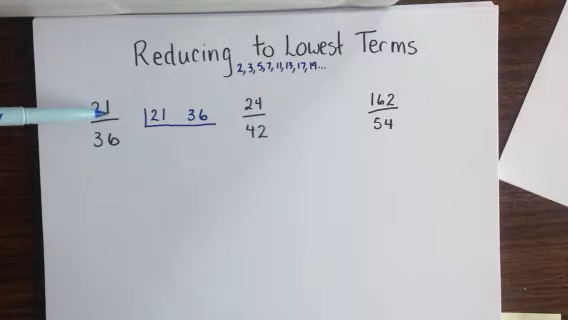 Reducing to Lowest Terms
2, 3, 5, 7, 11, 13, 17, 19...
21 21 36 24 162
36 42 54